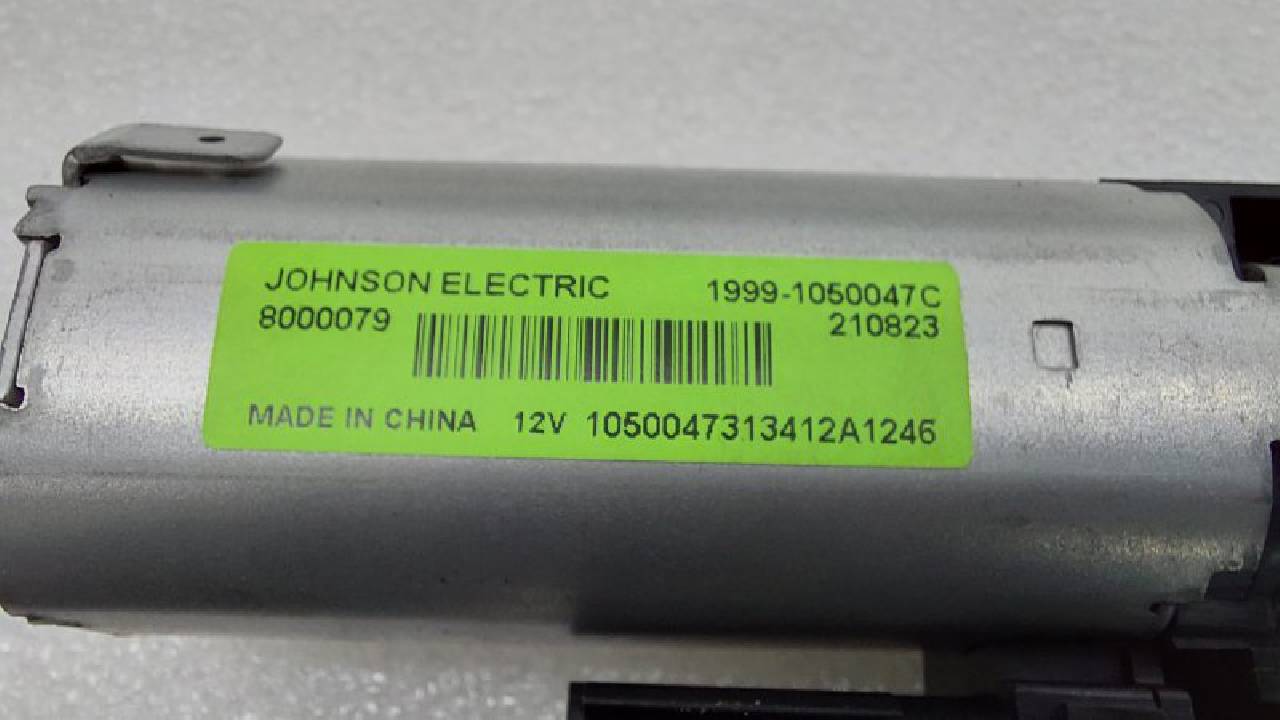 JOHNSON ELECTRIC 1999-1050047C
8000079 210823
MADE IN CHINA 12V 1050047313412A1246